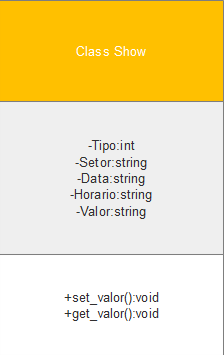 Class Show
-Tipo:int
-Setor:string
-Data:string
-Horario:string
-Valor:string
+set_valor():void
+get_valor():void